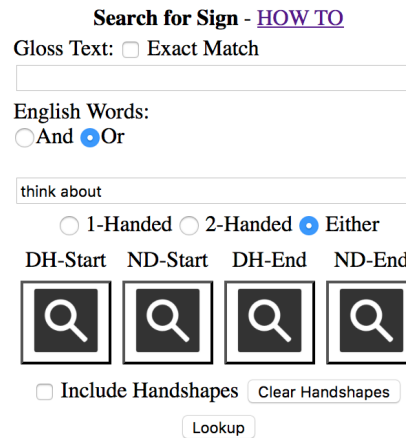 Search for Sign - HOW TO
Gloss Text: Exact Match
English Words:
And Or
think about
1-Handed 2-Handed Either
DH-Start ND-Start DH-End ND-End
Include Handshapes Clear Handshapes
Lookup